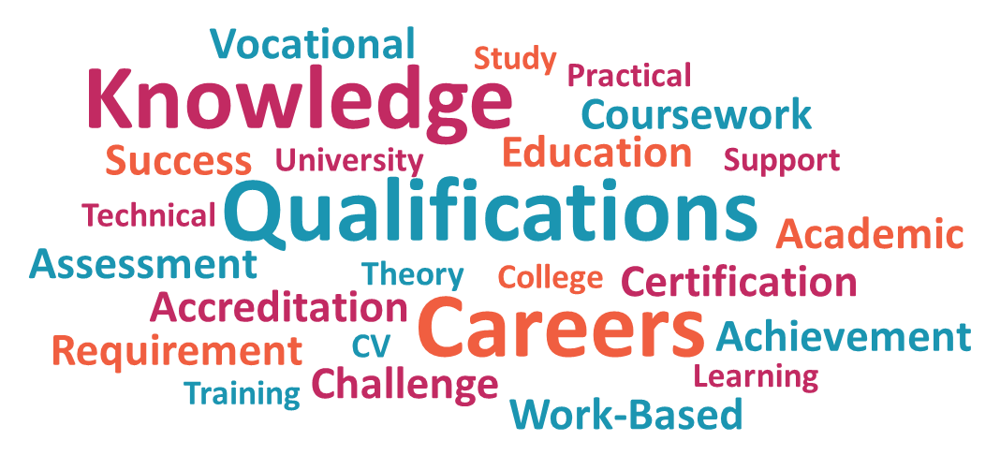 Vocational
Study
Practical
Knowledge
Coursework
Success
University
Education
Support
Technical
Qualifications
Academic
Assessment
Theory
College
Certification
Accreditation
Careers
Achievement
Requirement
CV
Learning
Training
Challenge
Work-Based